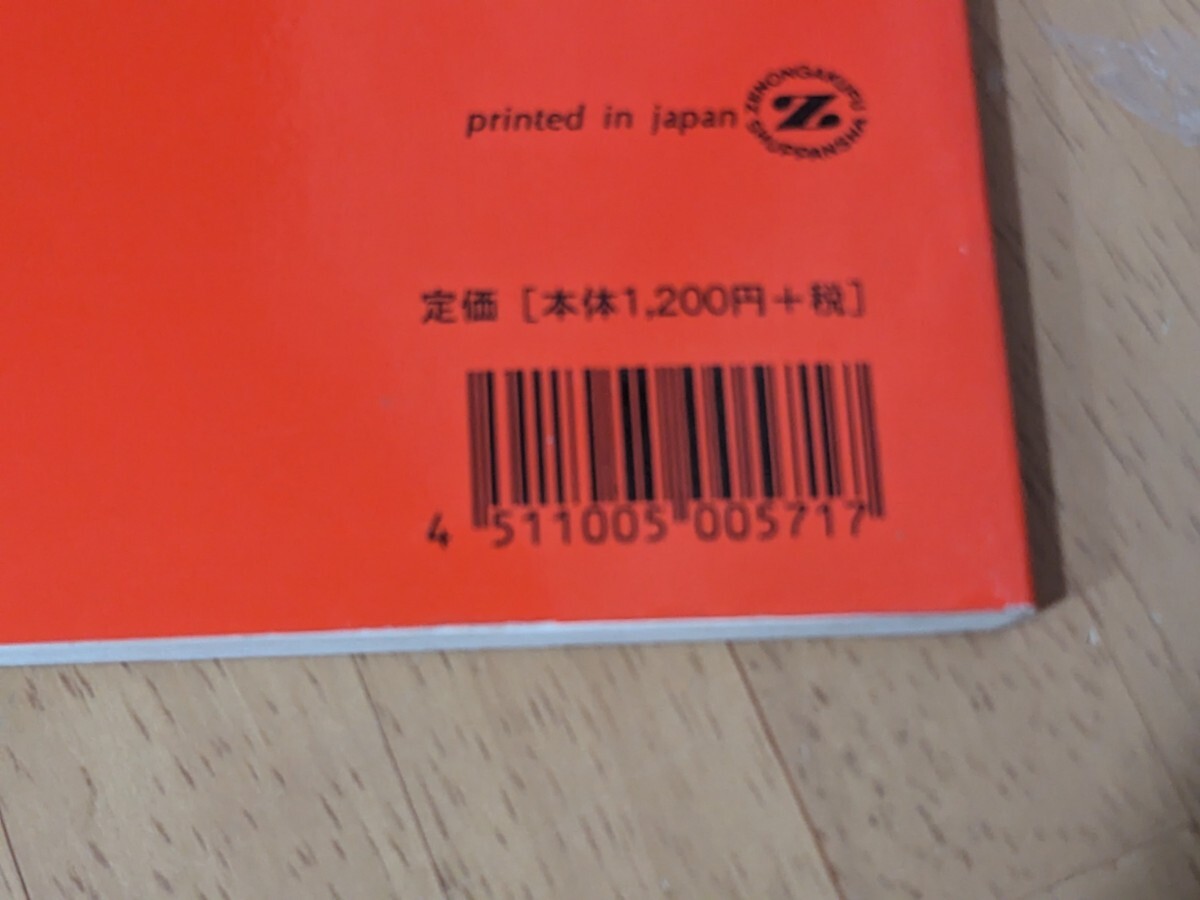 printed in japan
ZENONGAKUFU SHUPPANSHA
Z
定価 [本体1,200円+税]
4 511005 005717